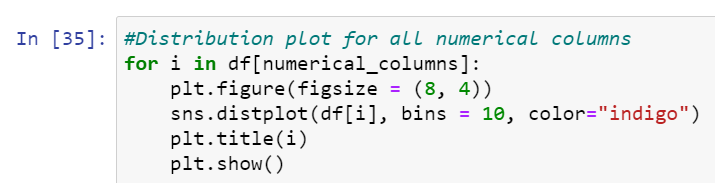 In [35]: #Distribution plot for all numerical columns
for i in df[numerical_columns]:
    plt.figure(figsize = (8, 4))
    sns.distplot(df[i], bins = 10, color="indigo")
    plt.title(i)
    plt.show()